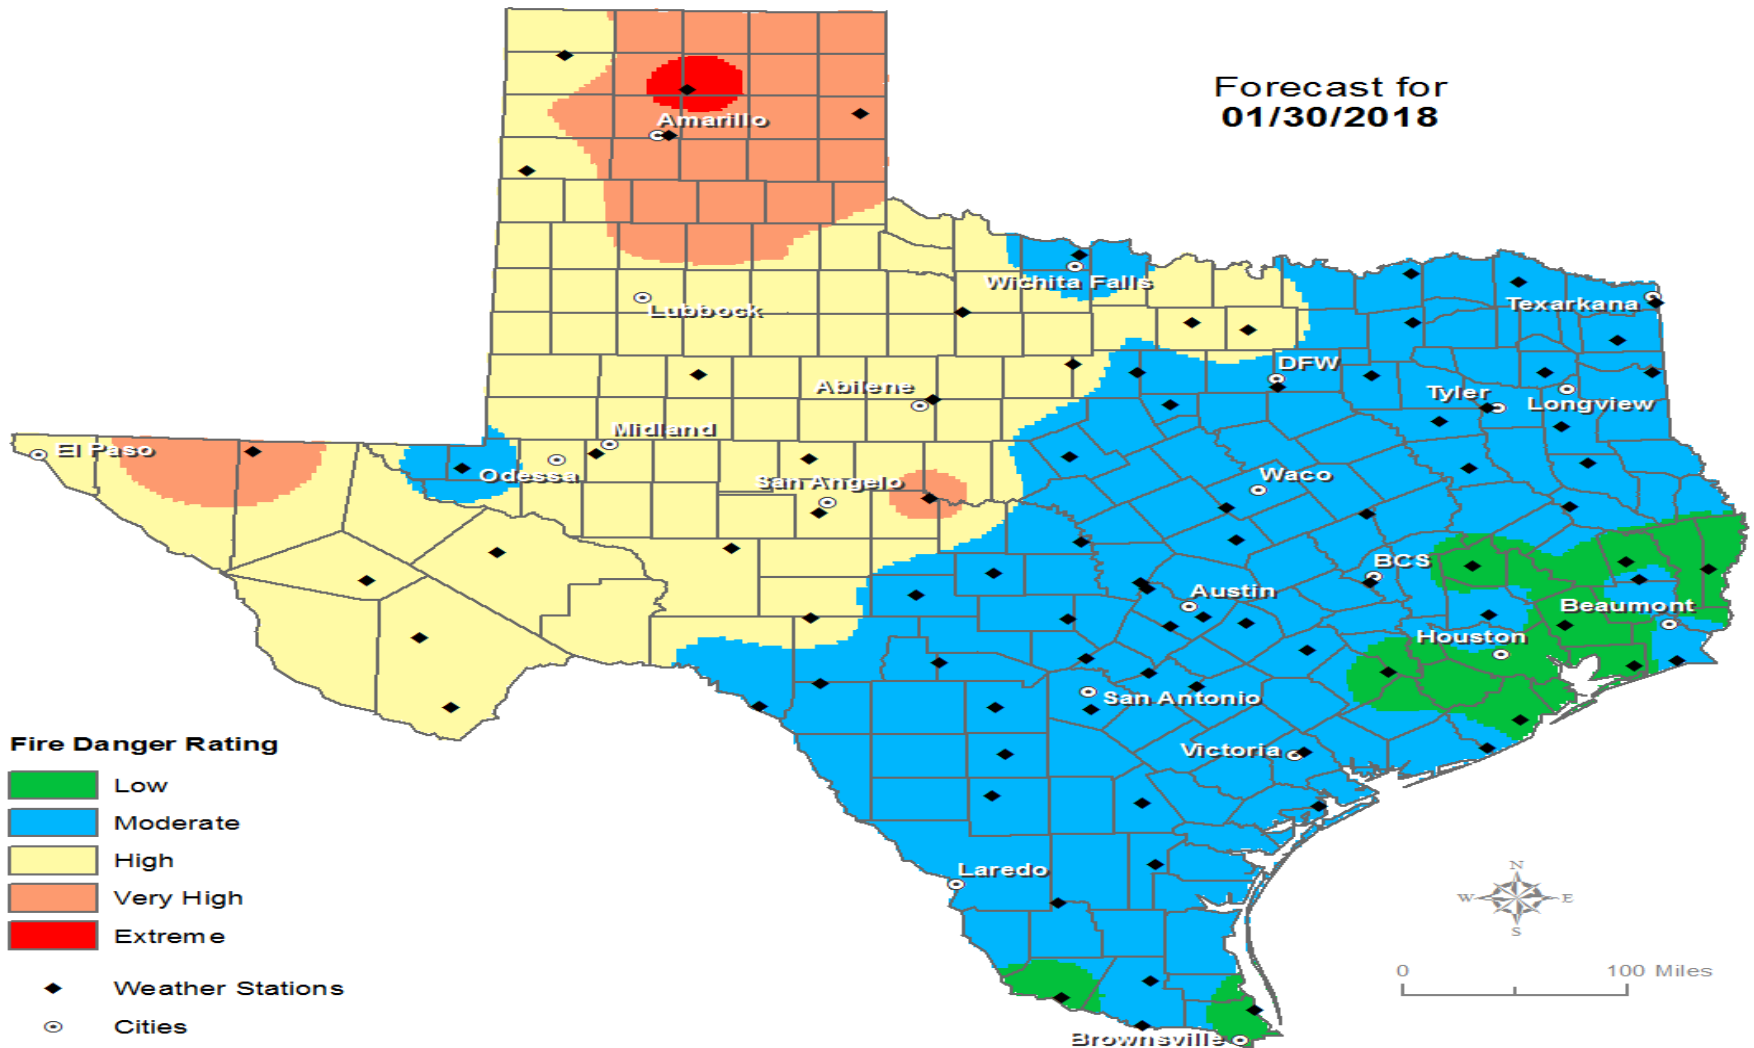 Forecast for
01/30/2018
Amarillo
Wichita Falls
Lubbock
Texarkana
DFW
Abilene
Tyler
Longview
Midland
El Paso
Odessa
San Angelo
Waco
BCS
Austin
Beaumont
Houston
San Antonio
Victoria
Laredo
Brownsville
Fire Danger Rating
Low
Moderate
High
Very High
Extreme
Weather Stations
Cities
N
W E
S
0 100 Miles